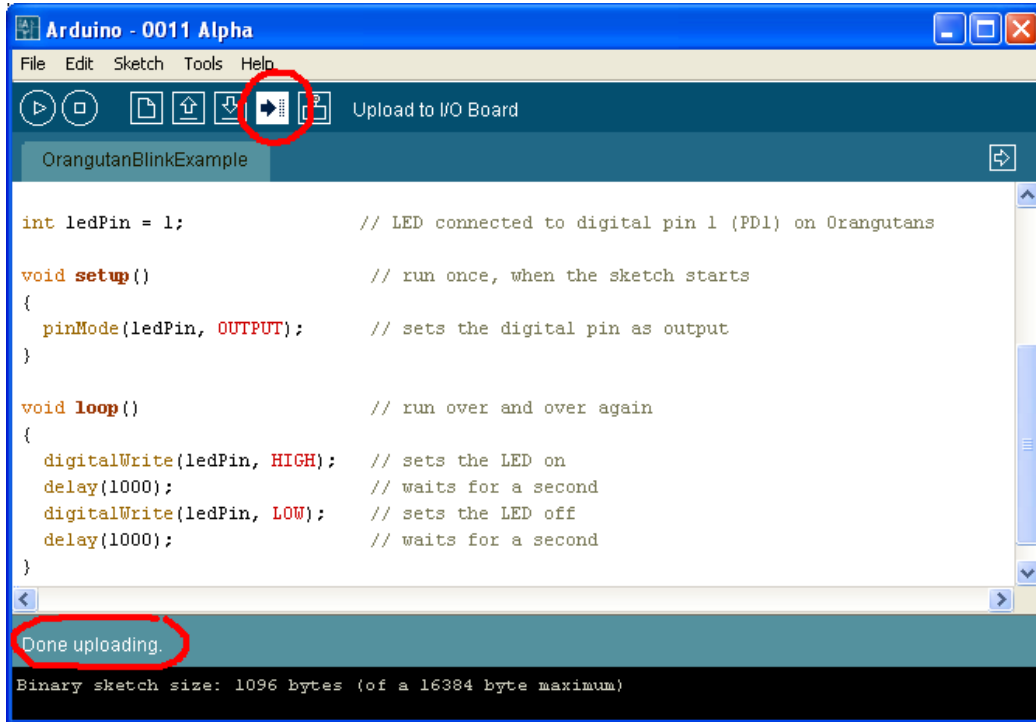 Arduino - 0011 Alpha
File Edit Sketch Tools Help
Upload to I/O Board
OrangutanBlinkExample
int ledPin = 1; // LED connected to digital pin 1 (PD1) on Orangutans
void setup() // run once, when the sketch starts
{
pinMode(ledPin, OUTPUT); // sets the digital pin as output
}
void loop() // run over and over again
{
digitalWrite(ledPin, HIGH); // sets the LED on
delay(1000); // waits for a second
digitalWrite(ledPin, LOW); // sets the LED off
delay(1000); // waits for a second
}
Done uploading.
Binary sketch size: 1096 bytes (of a 16384 byte maximum)